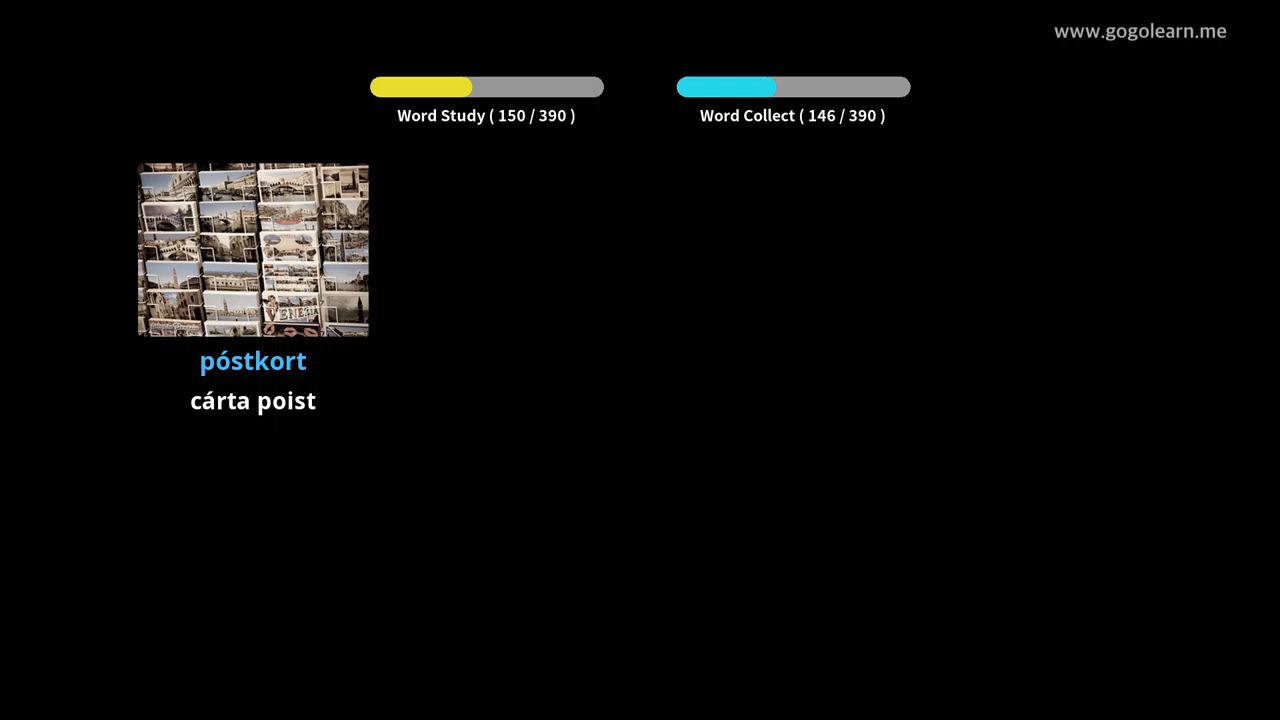 www.gogolearn.me
Word Study ( 150 / 390 )
Word Collect ( 146 / 390 )
póstkort
cárta poist